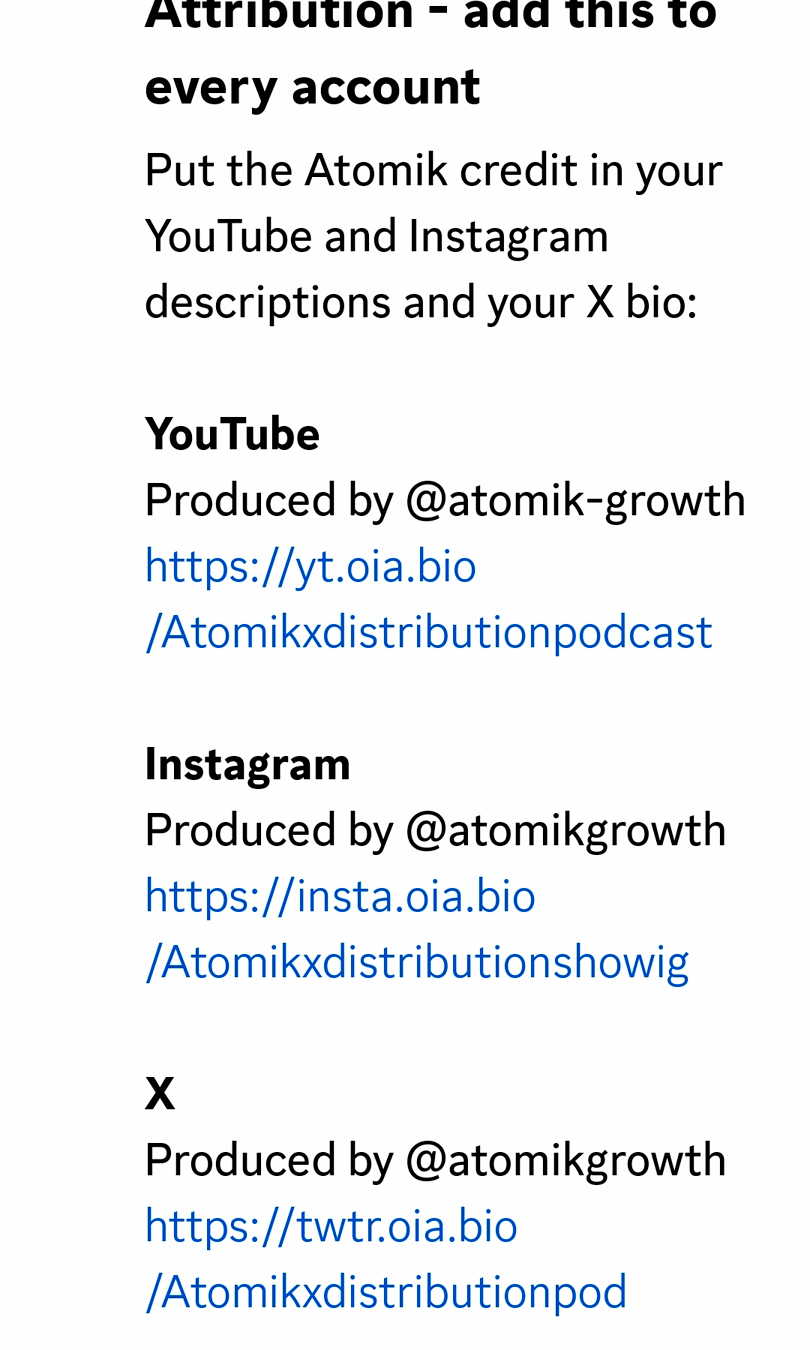 Attribution - add this to
every account
Put the Atomik credit in your
YouTube and Instagram
descriptions and your X bio:
YouTube
Produced by @atomik-growth
https://yt.oia.bio
/Atomikxdistributionpodcast
Instagram
Produced by @atomikgrowth
https://insta.oia.bio
/Atomikxdistributionshowig
X
Produced by @atomikgrowth
https://twtr.oia.bio
/Atomikxdistributionpod